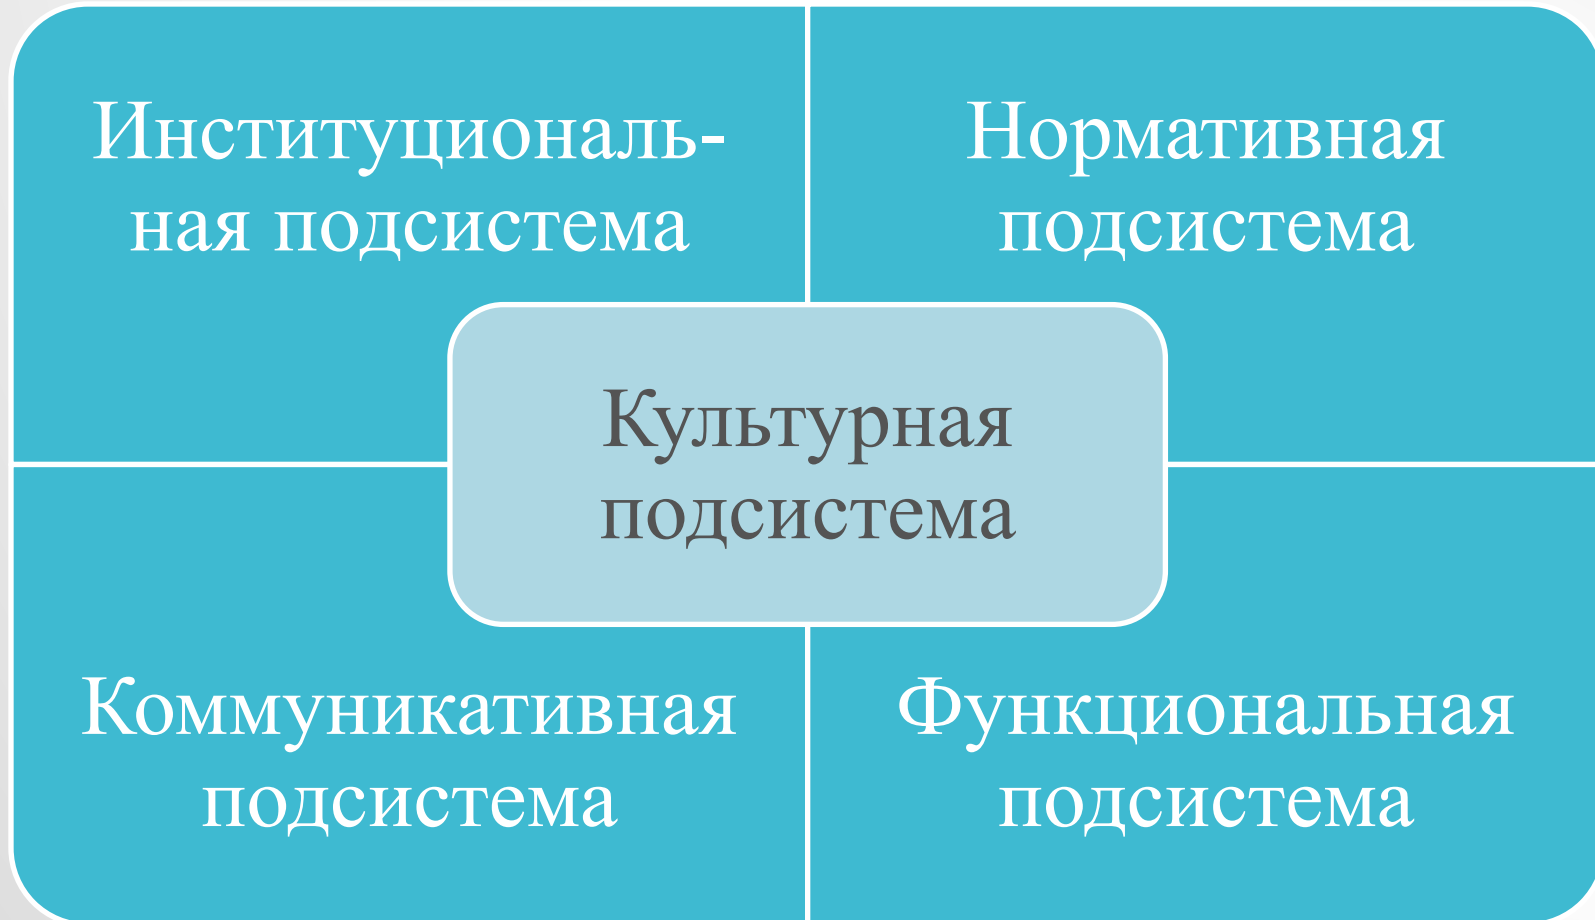 Институциональ-
ная подсистема
Нормативная
подсистема
Культурная
подсистема
Коммуникативная
подсистема
Функциональная
подсистема